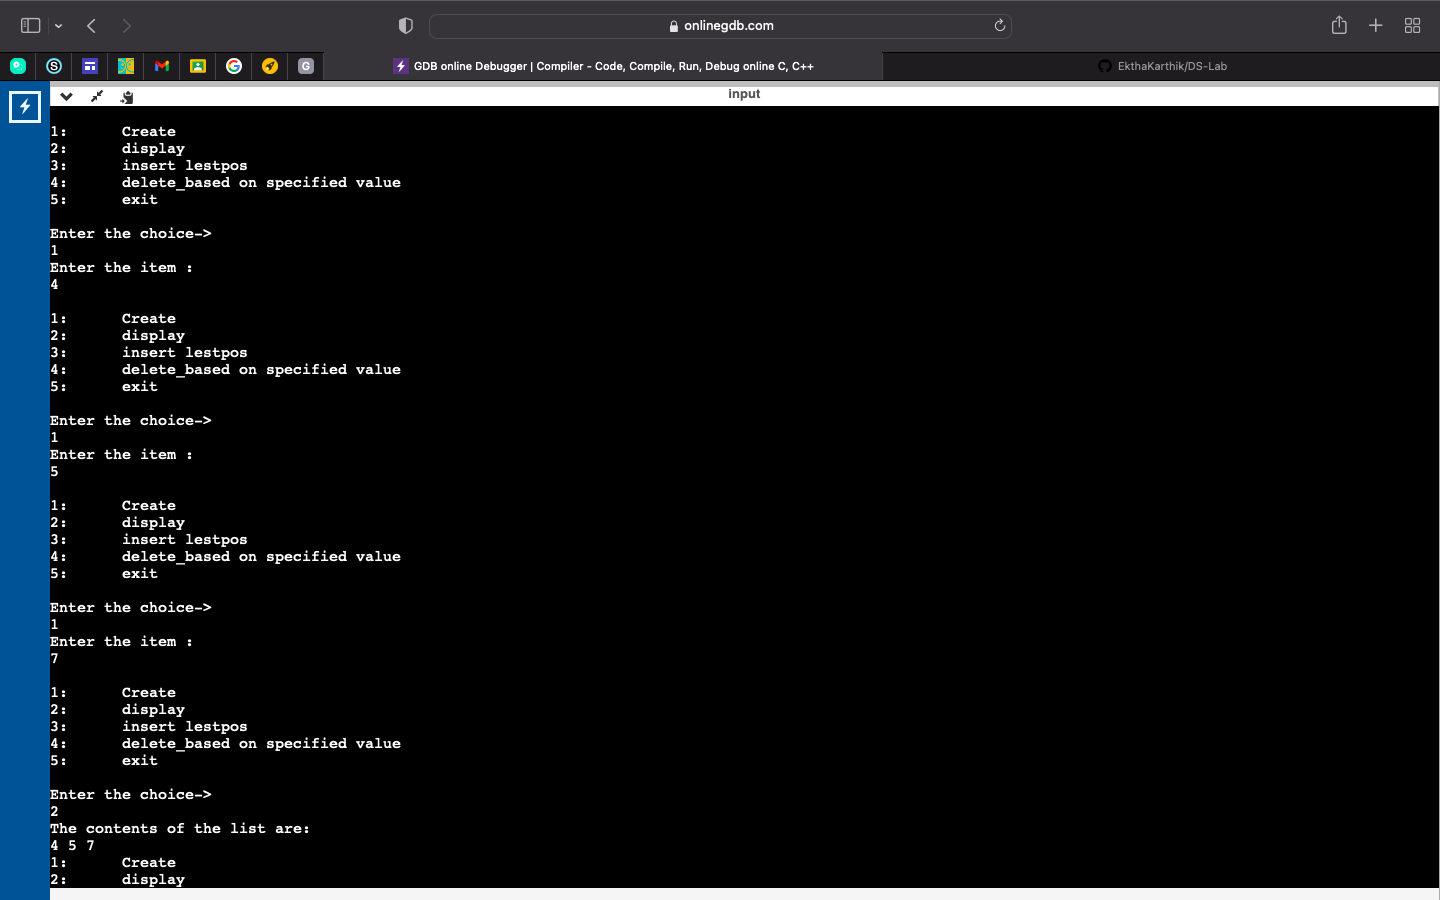 onlinegdb.com
GDB online Debugger | Compiler - Code, Compile, Run, Debug online C, C++
EkthaKarthik/DS-Lab
input
1: Create
2: display
3: insert lestpos
4: delete_based on specified value
5: exit
Enter the choice->
1
Enter the item :
4
1: Create
2: display
3: insert lestpos
4: delete_based on specified value
5: exit
Enter the choice->
1
Enter the item :
5
1: Create
2: display
3: insert lestpos
4: delete_based on specified value
5: exit
Enter the choice->
1
Enter the item :
7
1: Create
2: display
3: insert lestpos
4: delete_based on specified value
5: exit
Enter the choice->
2
The contents of the list are:
4 5 7
1: Create
2: display